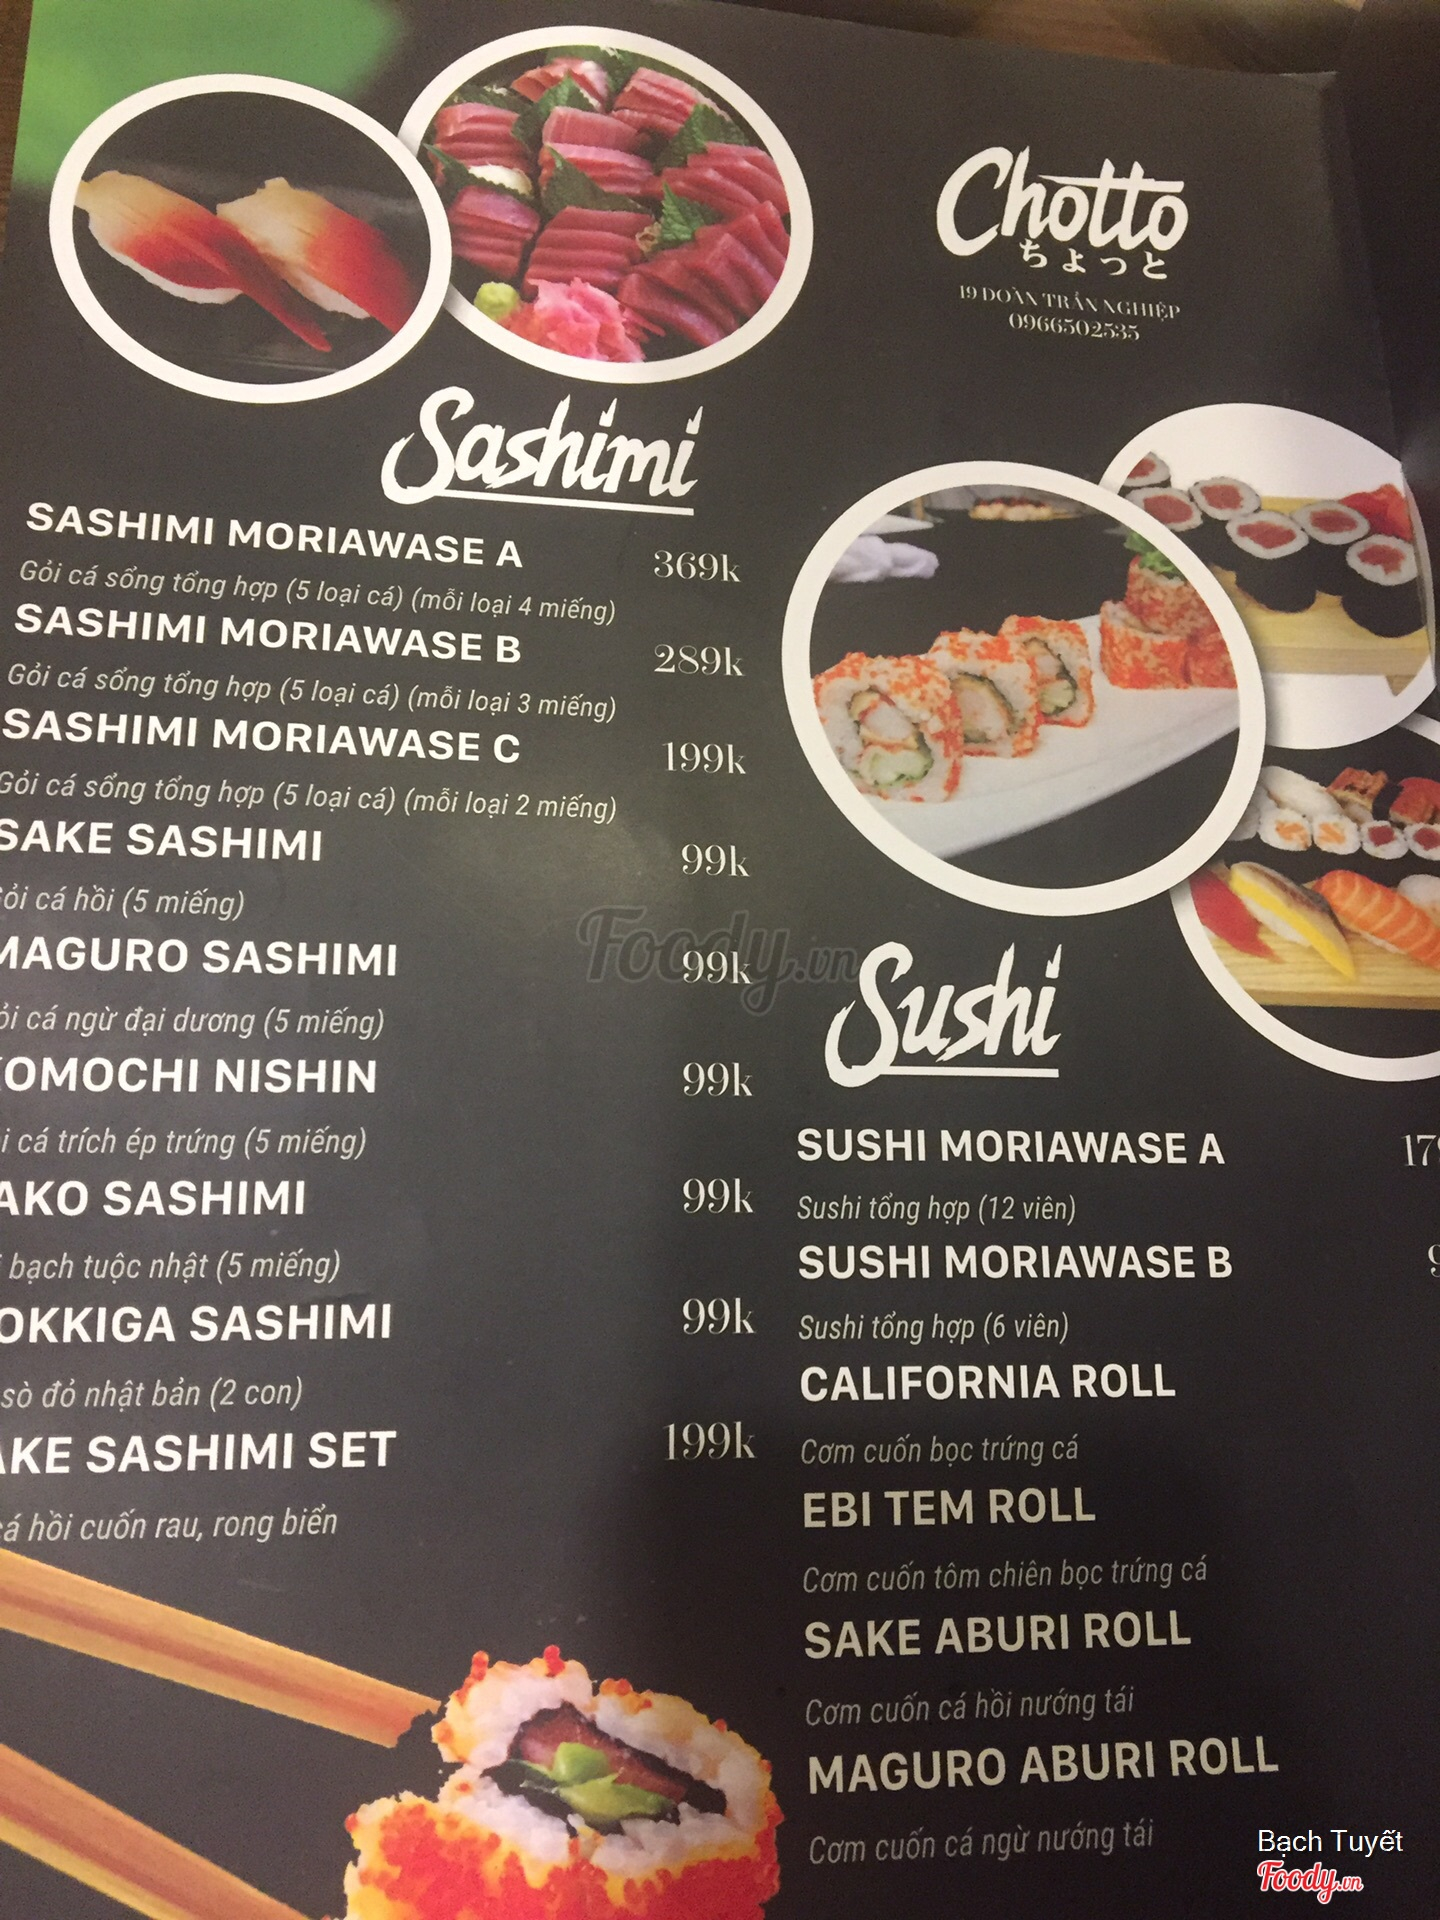 Chotto
ちょっと
19 ĐOÀN TRẦN NGHIỆP
0966502535
Sashimi
SASHIMI MORIAWASE A 369k
Gỏi cá sống tổng hợp (5 loại cá) (mỗi loại 4 miếng)
SASHIMI MORIAWASE B 289k
Gỏi cá sống tổng hợp (5 loại cá) (mỗi loại 3 miếng)
SASHIMI MORIAWASE C 199k
Gỏi cá sống tổng hợp (5 loại cá) (mỗi loại 2 miếng)
SAKE SASHIMI 99k
Gỏi cá hồi (5 miếng)
MAGURO SASHIMI 99k
ỏi cá ngừ đại dương (5 miếng)
KOMOCHI NISHIN 99k
i cá trích ép trứng (5 miếng)
AKO SASHIMI 99k
bạch tuộc nhật (5 miếng)
OKKIGA SASHIMI 99k
sò đỏ nhật bản (2 con)
AKE SASHIMI SET 199k
cá hồi cuốn rau, rong biển
Foody.vn
Sushi
SUSHI MORIAWASE A 179
Sushi tổng hợp (12 viên)
SUSHI MORIAWASE B 9
Sushi tổng hợp (6 viên)
CALIFORNIA ROLL
Cơm cuốn bọc trứng cá
EBI TEM ROLL
Cơm cuốn tôm chiên bọc trứng cá
SAKE ABURI ROLL
Cơm cuốn cá hồi nướng tái
MAGURO ABURI ROLL
Cơm cuốn cá ngừ nướng tái
Bạch Tuyết
Foody.vn